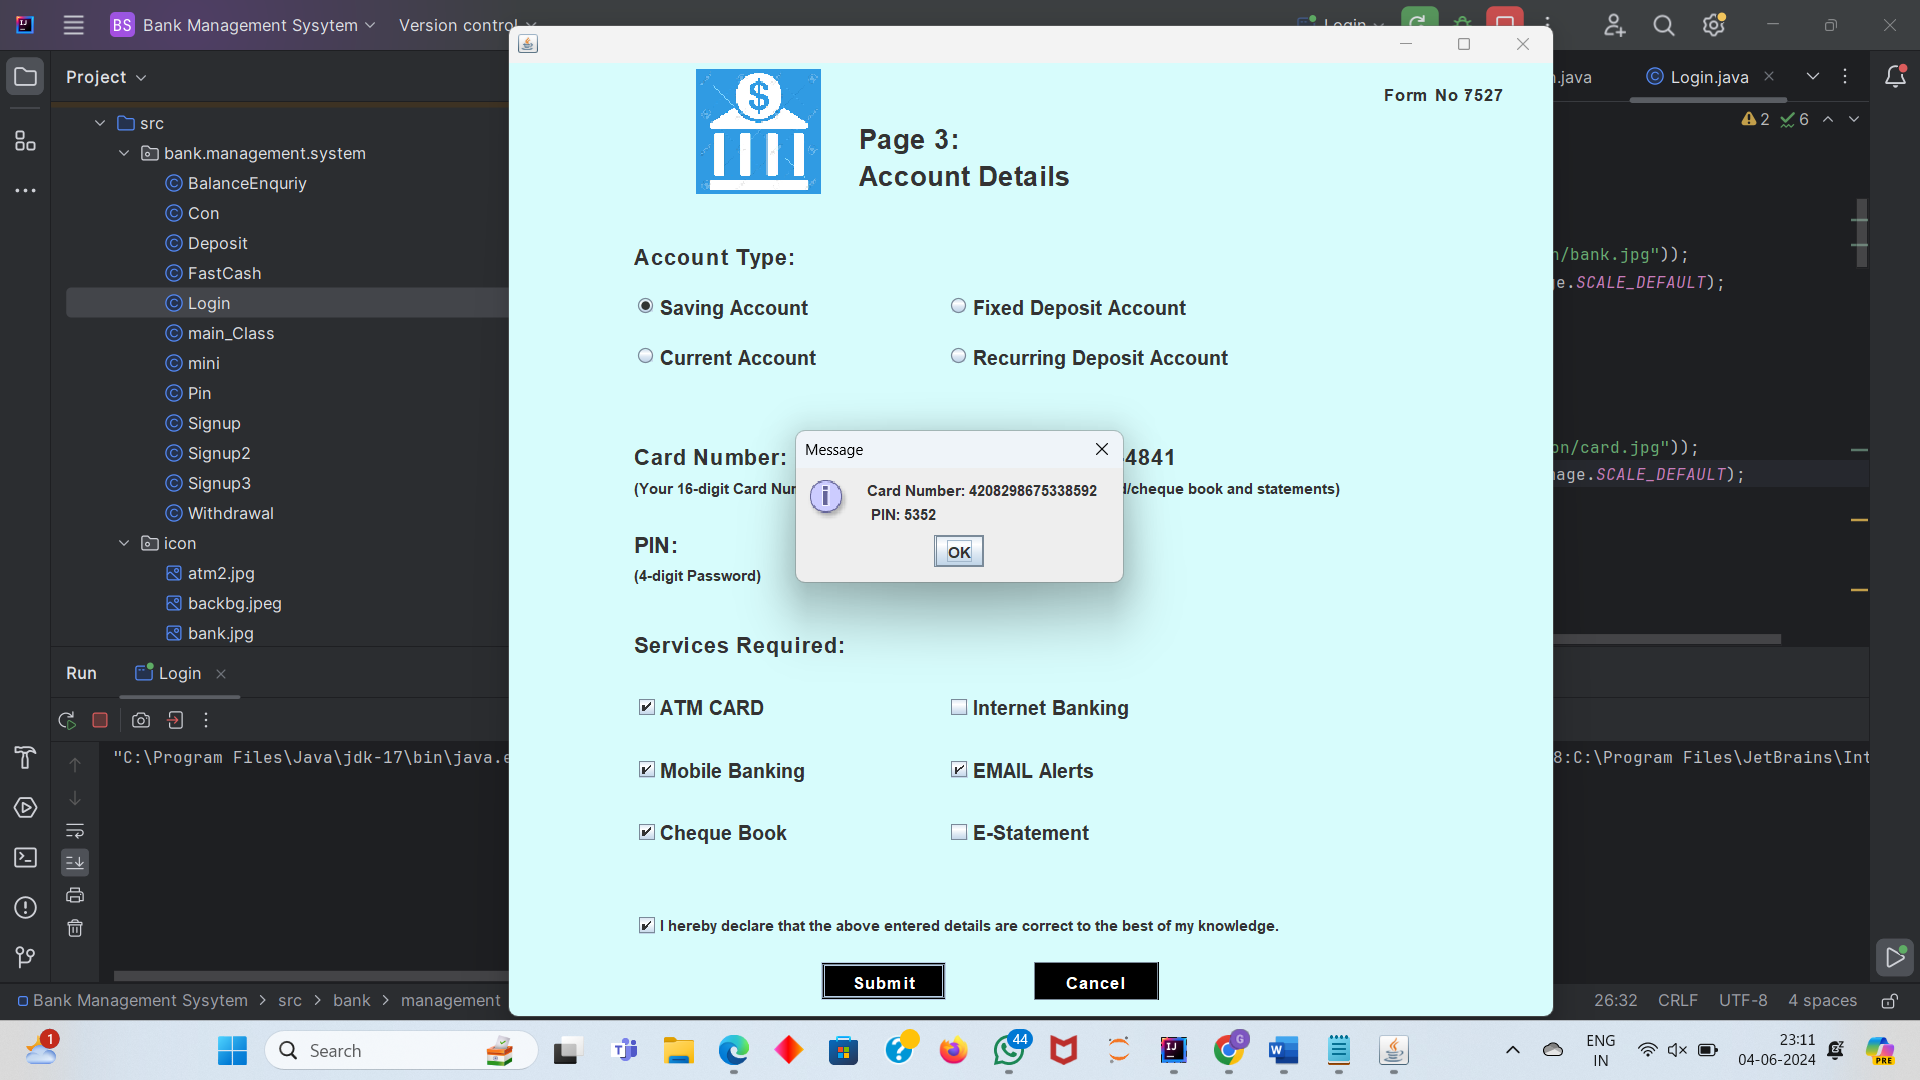 BS Bank Management Sysytem Version control Login
Project
src
bank.management.system
BalanceEnquriy
Con
Deposit
FastCash
Login
main_Class
mini
Pin
Signup
Signup2
Signup3
Withdrawal
icon
atm2.jpg
backbg.jpeg
bank.jpg
Form No 7527
$
Page 3:
Account Details
Account Type:
Saving Account Fixed Deposit Account
Current Account Recurring Deposit Account
Card Number: 4841
(Your 16-digit Card Num /cheque book and statements)
PIN:
(4-digit Password)
Message
Card Number: 4208298675338592
PIN: 5352
OK
Services Required:
ATM CARD Internet Banking
Mobile Banking EMAIL Alerts
Cheque Book E-Statement
I hereby declare that the above entered details are correct to the best of my knowledge.
Submit Cancel
.java Login.java
2 6
/bank.jpg"));
.SCALE_DEFAULT);
on/card.jpg"));
age.SCALE_DEFAULT);
Run Login
"C:\Program Files\Java\jdk-17\bin\java.e 8:C:\Program Files\JetBrains\Int
Bank Management Sysytem > src > bank > management 26:32 CRLF UTF-8 4 spaces
1 Search 44 G ENG 23:11
IN 04-06-2024 PRE